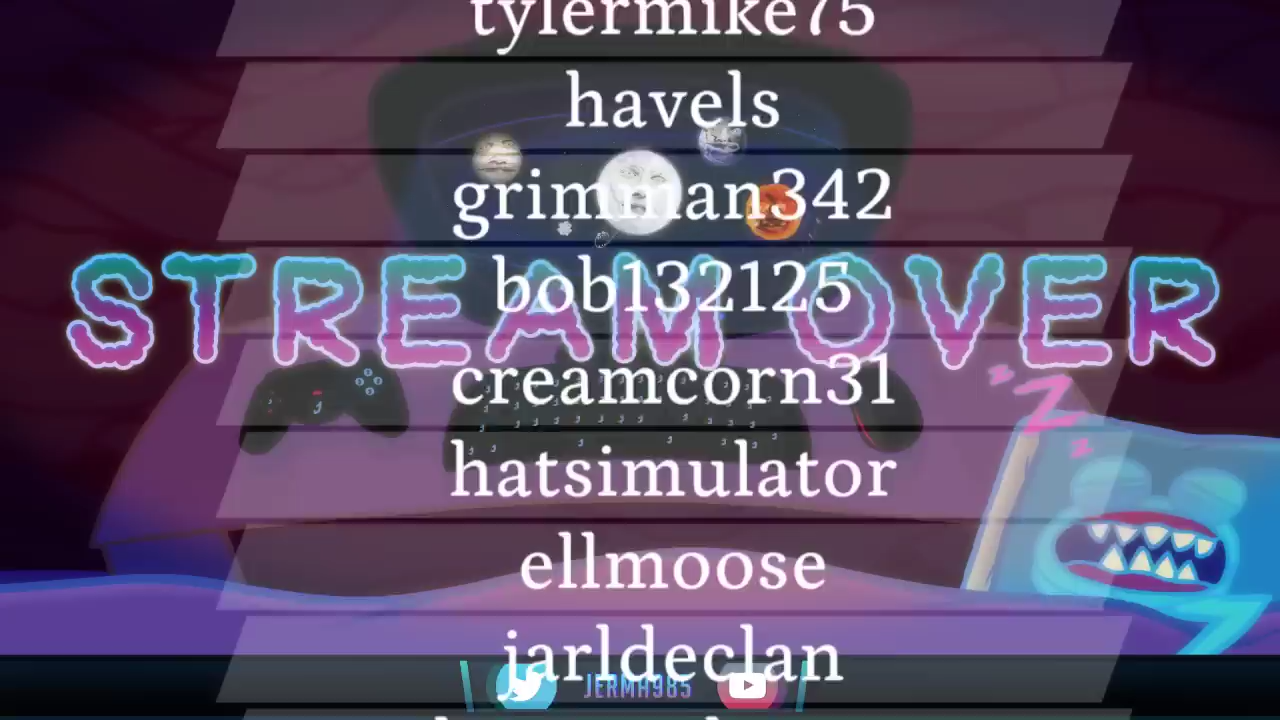 tylermike75
havels
grimman342
bob132125
STREAM OVER
creamcorn31
z
Z
z
hatsimulator
ellmoose
jarldeclan
JERMA985